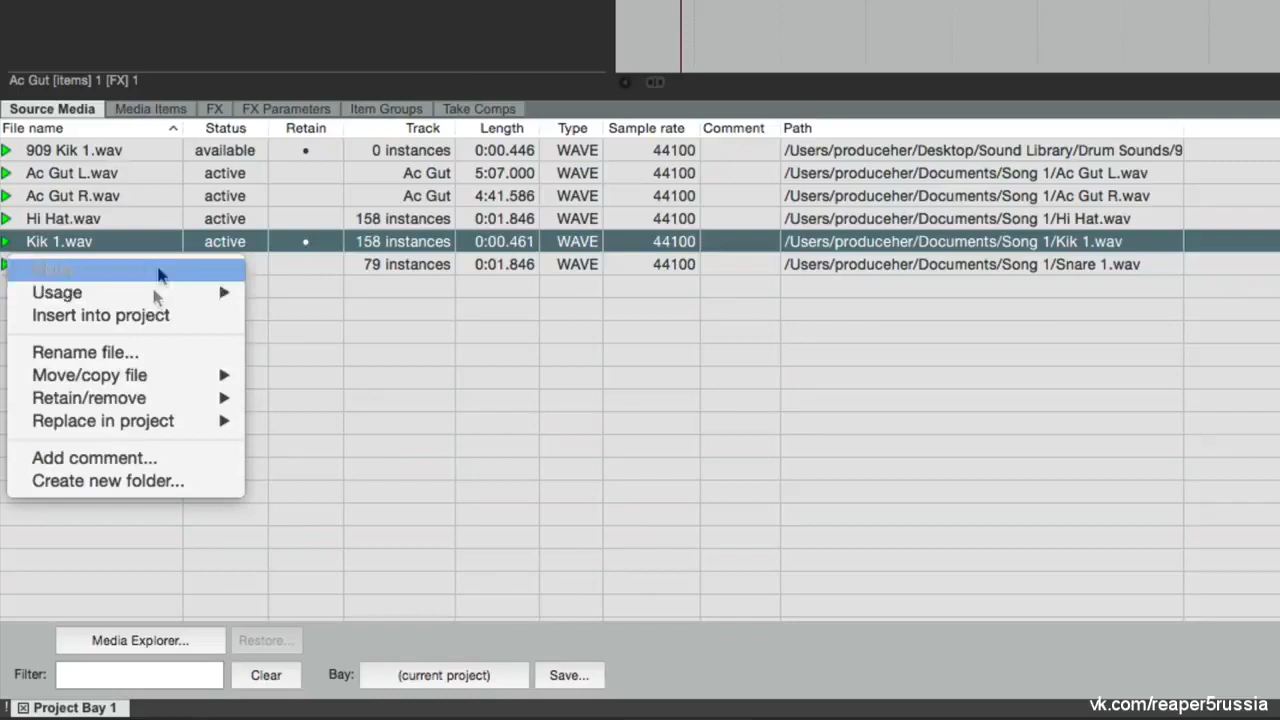 Ac Gut [items] 1 [FX] 1
Source Media Media Items FX FX Parameters Item Groups Take Comps
File name Status Retain Track Length Type Sample rate Comment Path
909 Kik 1.wav available • 0 instances 0:00.446 WAVE 44100 /Users/produceher/Desktop/Sound Library/Drum Sounds/9
Ac Gut L.wav active Ac Gut 5:07.000 WAVE 44100 /Users/produceher/Documents/Song 1/Ac Gut L.wav
Ac Gut R.wav active Ac Gut 4:41.586 WAVE 44100 /Users/produceher/Documents/Song 1/Ac Gut R.wav
Hi Hat.wav active 158 instances 0:01.846 WAVE 44100 /Users/produceher/Documents/Song 1/Hi Hat.wav
Kik 1.wav active • 158 instances 0:00.461 WAVE 44100 /Users/produceher/Documents/Song 1/Kik 1.wav
79 instances 0:01.846 WAVE 44100 /Users/produceher/Documents/Song 1/Snare 1.wav
Usage
Insert into project
Rename file...
Move/copy file
Retain/remove
Replace in project
Add comment...
Create new folder...
Media Explorer... Restore...
Filter: Clear Bay: (current project) Save...
! Project Bay 1
vk.com/reaper5russia